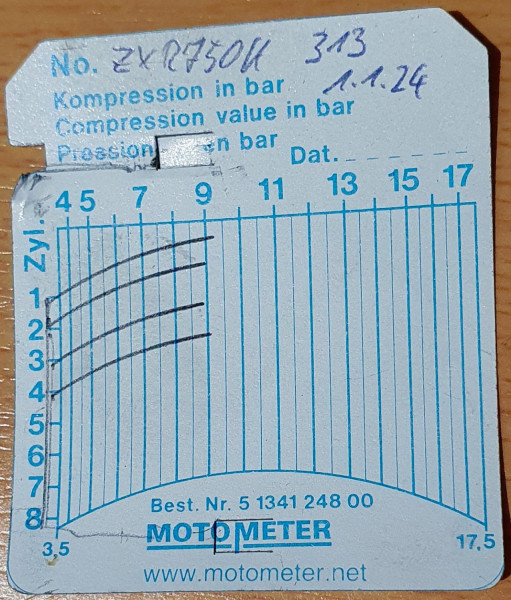 No. ZXR750H 313
Kompression in bar 1.1.24
Compression value in bar
Pression en bar
Dat.
4 5 7 9 11 13 15 17
Zyl.
1
2
3
4
5
6
7
8
3,5 17,5
Best. Nr. 5 1341 248 00
MOTOMETER
www.motometer.net